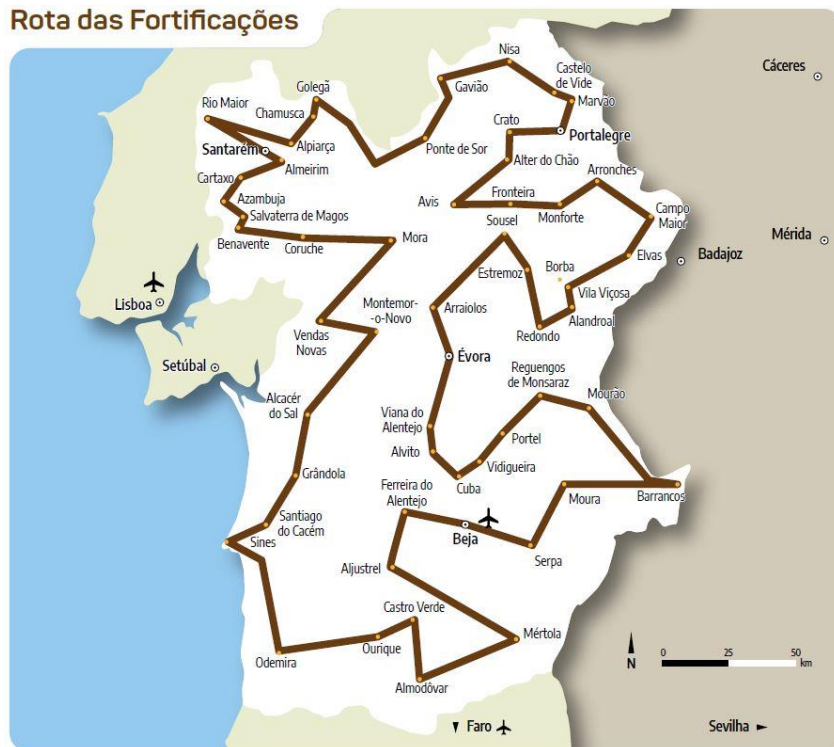 Rota das Fortificações
Nisa
Cáceres
Castelo
de Vide
Gavião
Golegã
Marvão
Rio Maior
Chamusca
Crato
Portalegre
Santarém
Alpiarça
Ponte de Sor
Almeirim
Alter do Chão
Arronches
Cartaxo
Azambuja
Fronteira
Avis
Salvaterra de Magos
Monforte
Campo
Maior
Sousel
Benavente
Coruche
Mora
Mérida
Elvas
Badajoz
Estremoz
Borba
Vila Viçosa
Lisboa
Montemor-
-o-Novo
Arraiolos
Alandroal
Vendas
Novas
Redondo
Évora
Setúbal
Reguengos
de Monsaraz
Mourão
Alcacér
do Sal
Viana do
Alentejo
Portel
Alvito
Vidigueira
Grândola
Cuba
Ferreira do
Alentejo
Moura
Barrancos
Santiago
do Cacém
Beja
Sines
Serpa
Aljustrel
Castro Verde
Mértola
Ourique
Odemira
Almodôvar
N
0 25 50
km
Faro
Sevilha